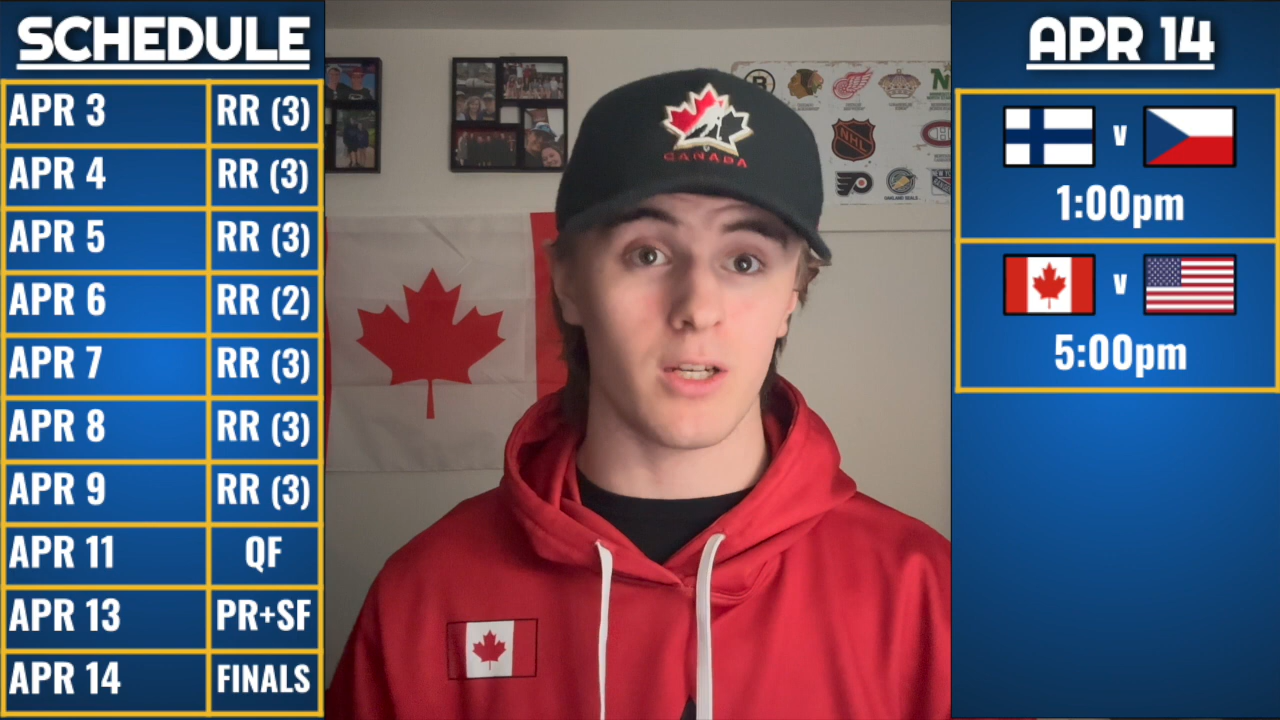 SCHEDULE
APR 3 RR (3)
APR 4 RR (3)
APR 5 RR (3)
APR 6 RR (2)
APR 7 RR (3)
APR 8 RR (3)
APR 9 RR (3)
APR 11 QF
APR 13 PR+SF
APR 14 FINALS
CANADA
NHL
APR 14
v
1:00pm
v
5:00pm